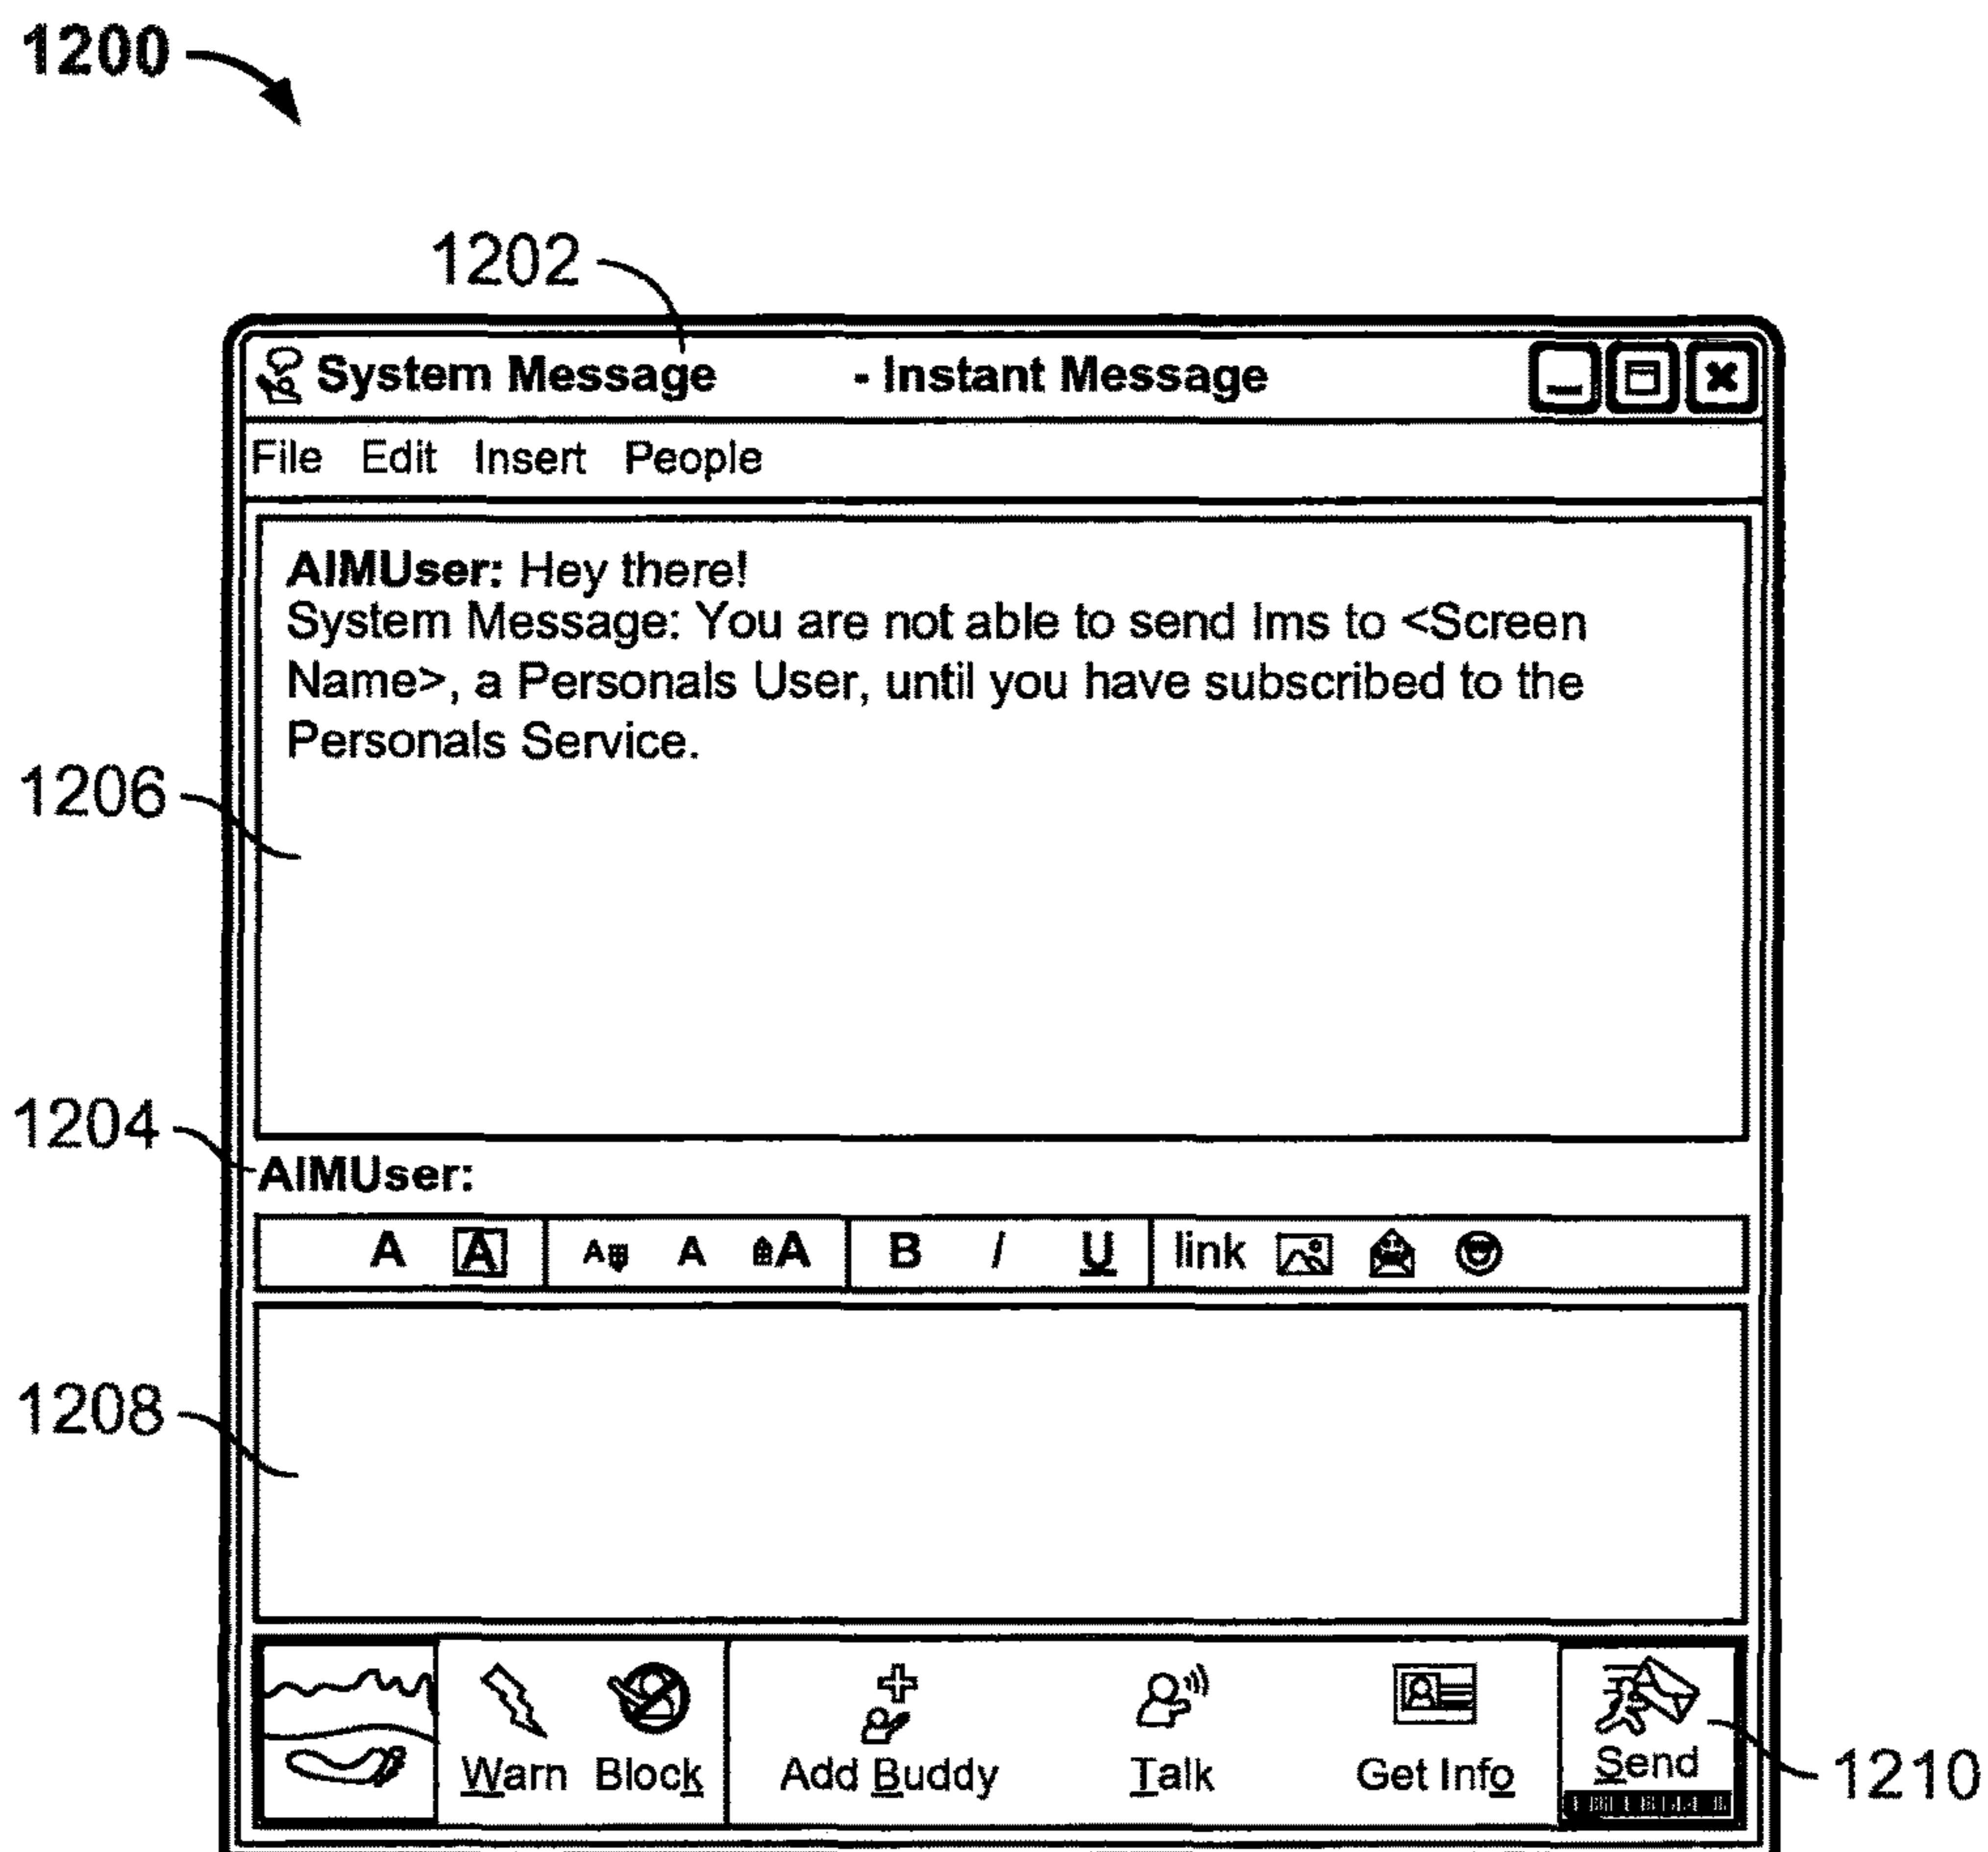 1200
1202
System Message - Instant Message
File Edit Insert People
AIMUser: Hey there!
System Message: You are not able to send Ims to <Screen
Name>, a Personals User, until you have subscribed to the
Personals Service.
1206
1204
AIMUser:
A A A A A B I U link
1208
Warn Block Add Buddy Talk Get Info Send
1210